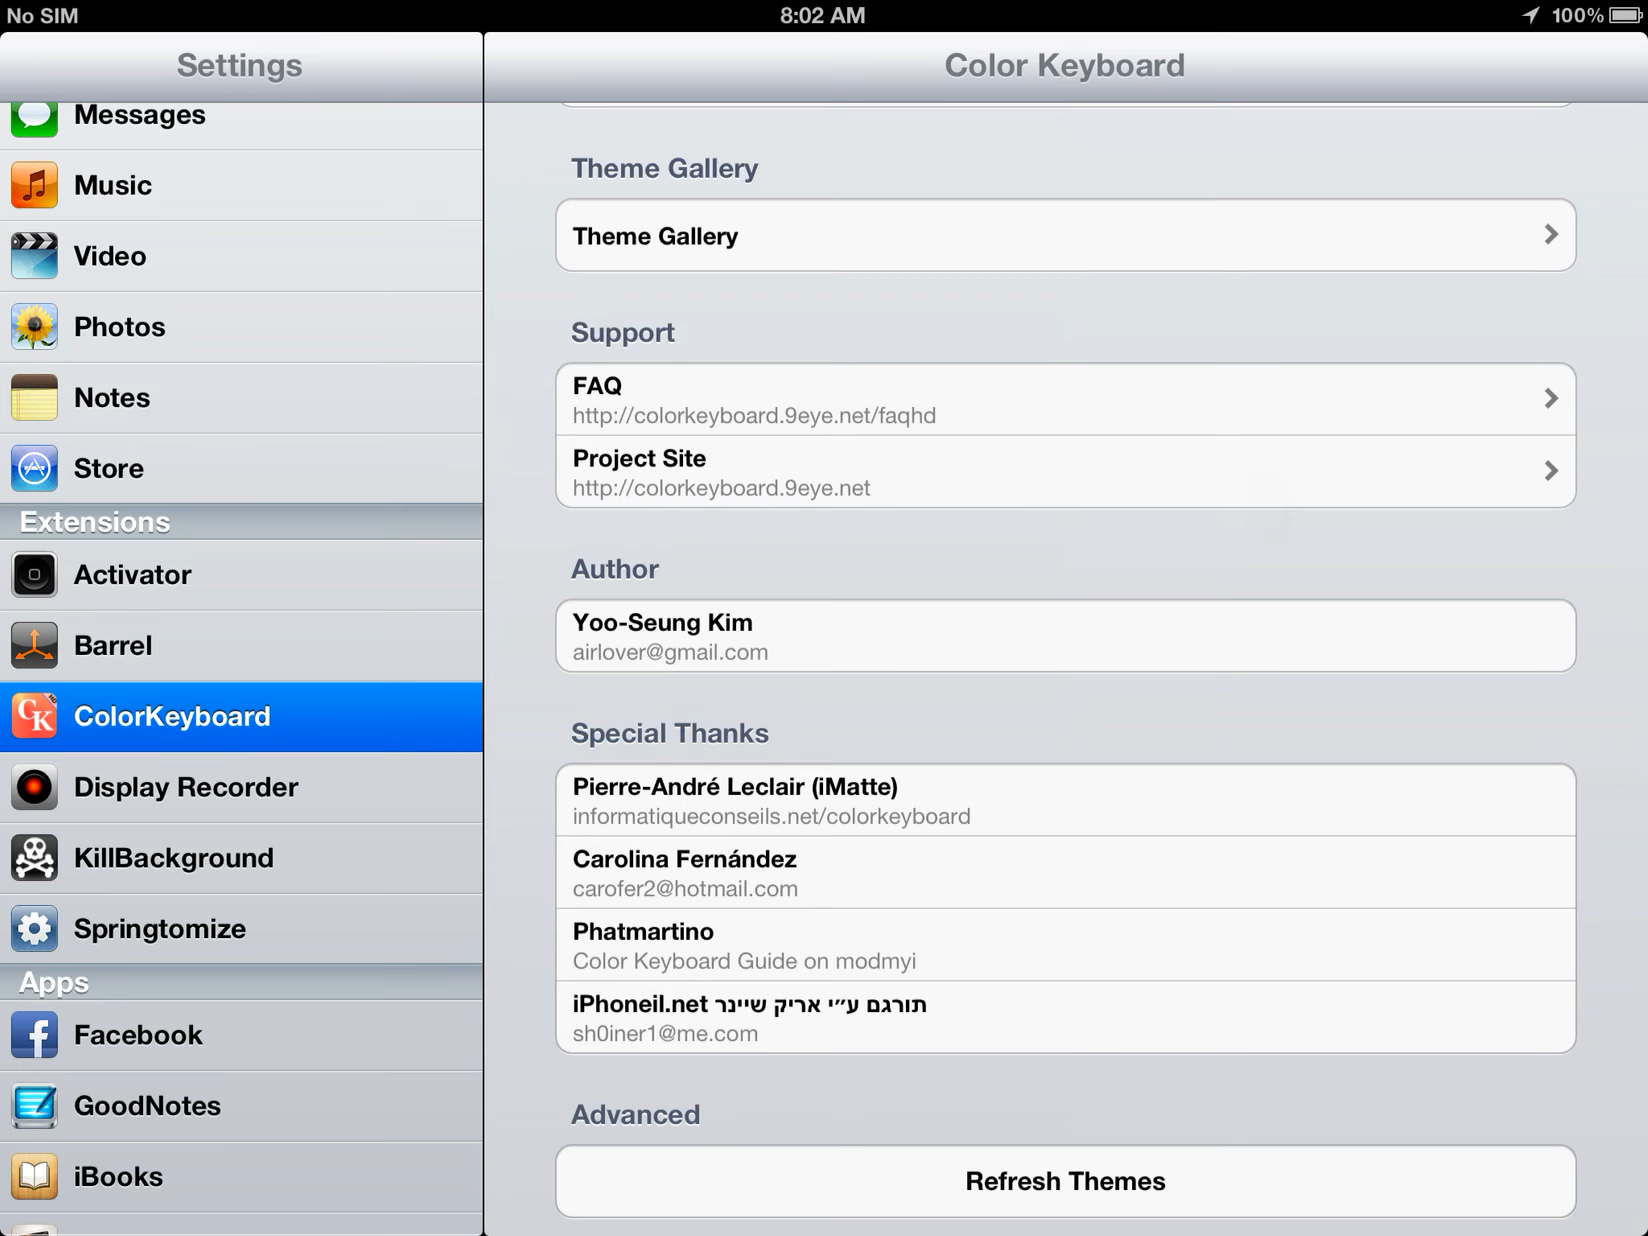 No SIM
8:02 AM
100%
Settings
Messages
Music
Video
Photos
Notes
Store
Extensions
Activator
Barrel
CK
ColorKeyboard
Display Recorder
KillBackground
Springtomize
Apps
Facebook
GoodNotes
iBooks
Color Keyboard
Theme Gallery
Theme Gallery
Support
FAQ
http://colorkeyboard.9eye.net/faqhd
Project Site
http://colorkeyboard.9eye.net
Author
Yoo-Seung Kim
airlover@gmail.com
Special Thanks
Pierre-André Leclair (iMatte)
informatiqueconseils.net/colorkeyboard
Carolina Fernández
carofer2@hotmail.com
Phatmartino
Color Keyboard Guide on modmyi
iPhoneil.net תורגם ע״י אריק שיינר
sh0iner1@me.com
Advanced
Refresh Themes